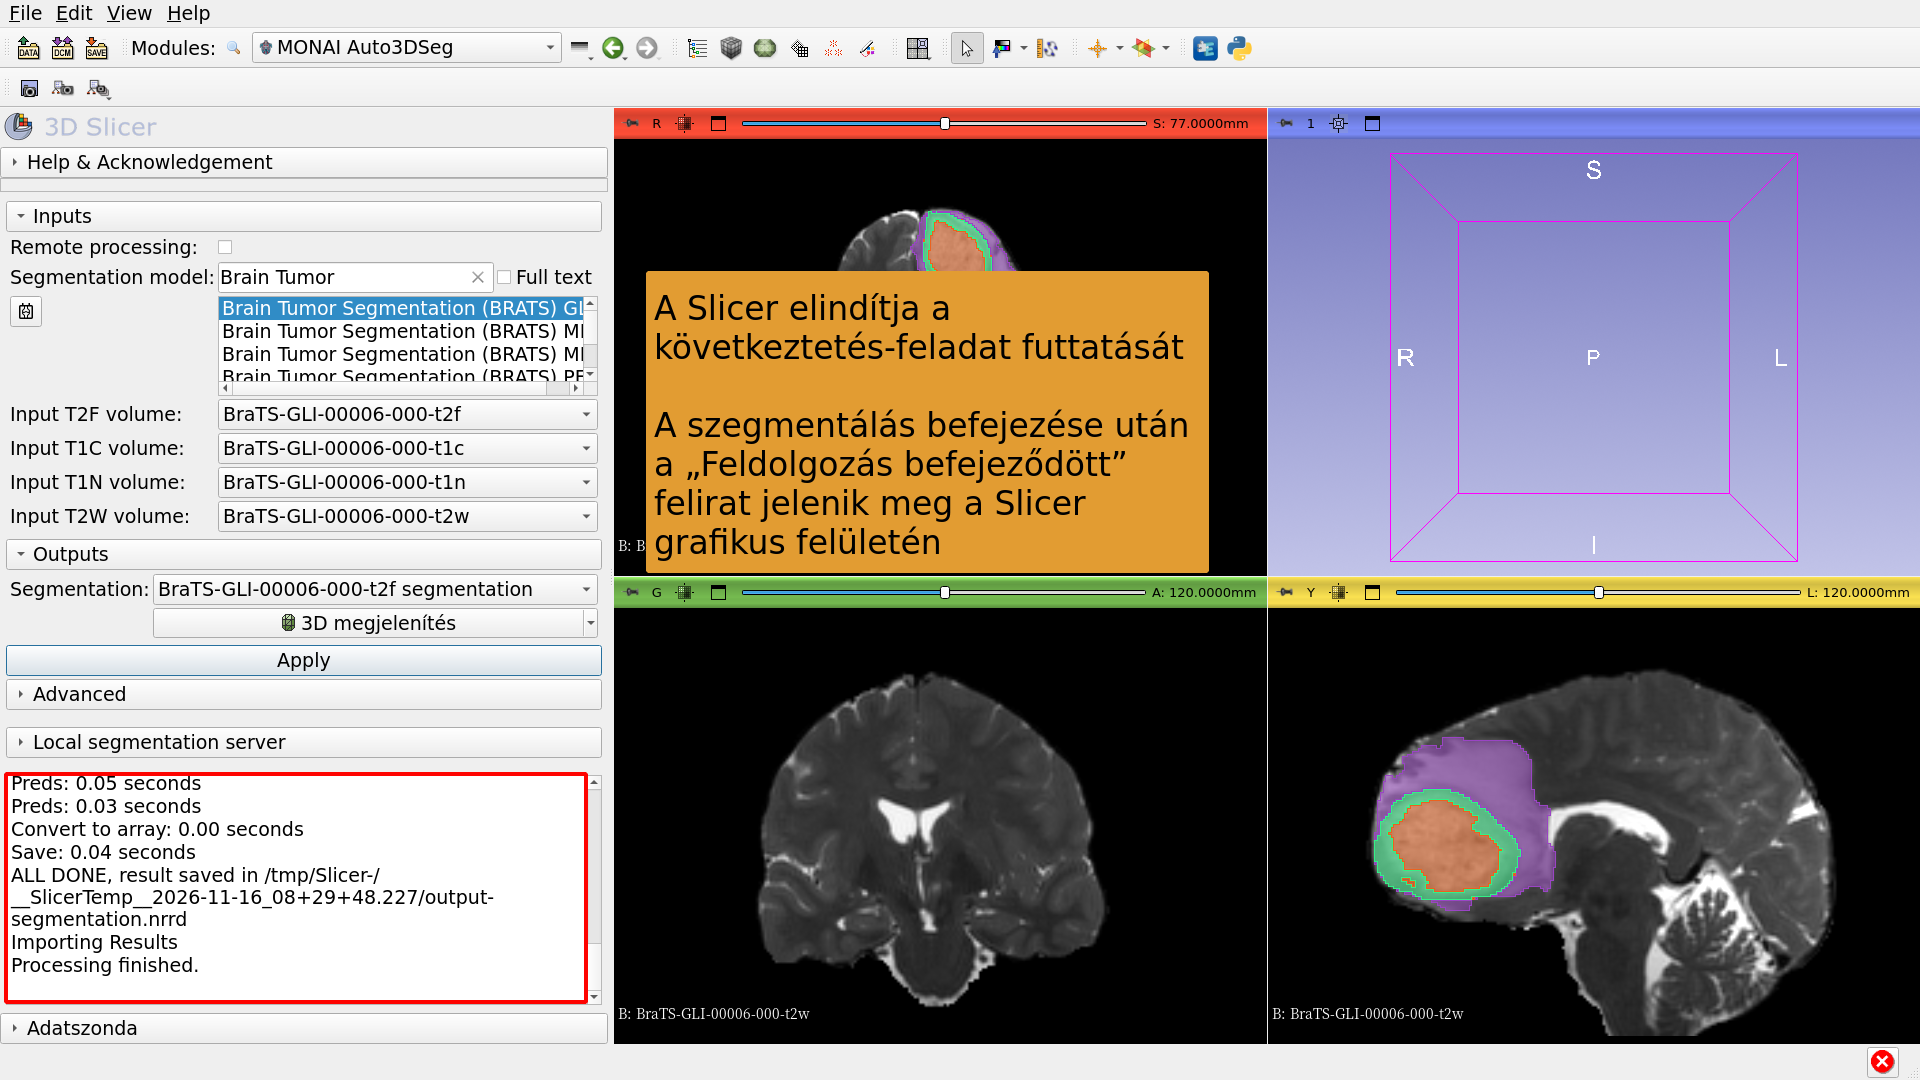 File Edit View Help
Modules: MONAI Auto3DSeg
DATA DCM SAVE
3D Slicer
Help & Acknowledgement
Inputs
Remote processing:
Segmentation model: Brain Tumor Full text
Brain Tumor Segmentation (BRATS) GL
Brain Tumor Segmentation (BRATS) MI
Brain Tumor Segmentation (BRATS) MI
Brain Tumor Segmentation (BRATS) PE
Input T2F volume: BraTS-GLI-00006-000-t2f
Input T1C volume: BraTS-GLI-00006-000-t1c
Input T1N volume: BraTS-GLI-00006-000-t1n
Input T2W volume: BraTS-GLI-00006-000-t2w
Outputs
Segmentation: BraTS-GLI-00006-000-t2f segmentation
3D megjelenítés
Apply
Advanced
Local segmentation server
Preds: 0.05 seconds
Preds: 0.03 seconds
Convert to array: 0.00 seconds
Save: 0.04 seconds
ALL DONE, result saved in /tmp/Slicer-/
__SlicerTemp__2026-11-16_08+29+48.227/output-
segmentation.nrrd
Importing Results
Processing finished.
Adatszonda
R S: 77.0000mm
A Slicer elindítja a
következtetés-feladat futtatását
A szegmentálás befejezése után
a „Feldolgozás befejeződött”
felirat jelenik meg a Slicer
grafikus felületén
B: B
1
S
R P L
I
G A: 120.0000mm
B: BraTS-GLI-00006-000-t2w
Y L: 120.0000mm
B: BraTS-GLI-00006-000-t2w